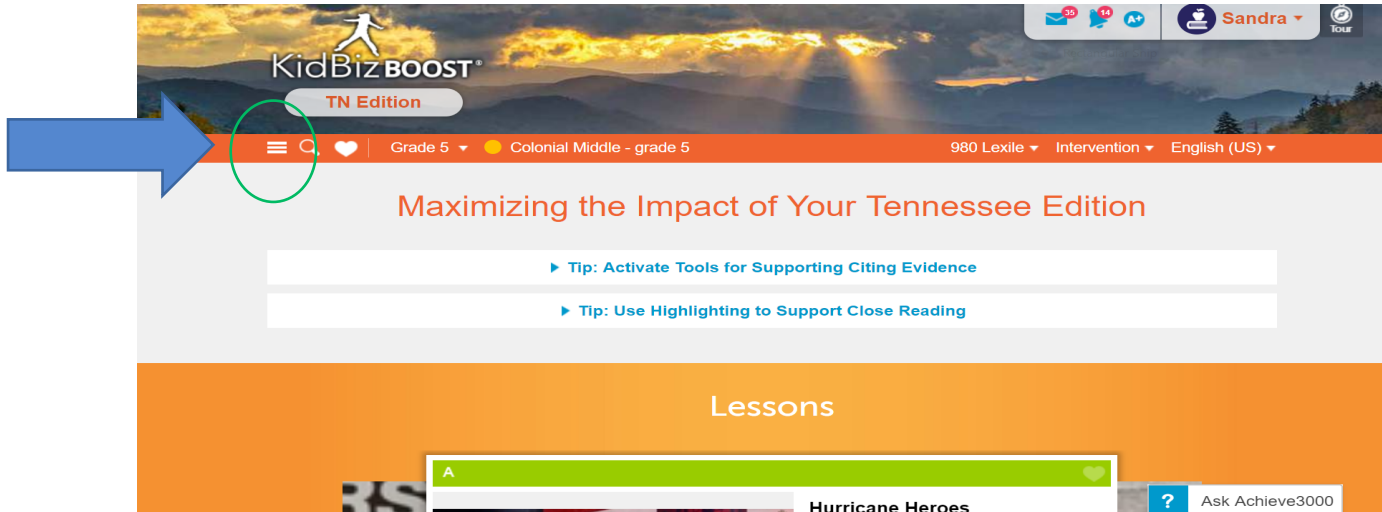 35 14 A+ Sandra
Tour
KidBizBOOST®
TN Edition
Grade 5 Colonial Middle - grade 5 980 Lexile Intervention English (US)
Maximizing the Impact of Your Tennessee Edition
Tip: Activate Tools for Supporting Citing Evidence
Tip: Use Highlighting to Support Close Reading
Lessons
A
Hurricane Heroes
? Ask Achieve3000